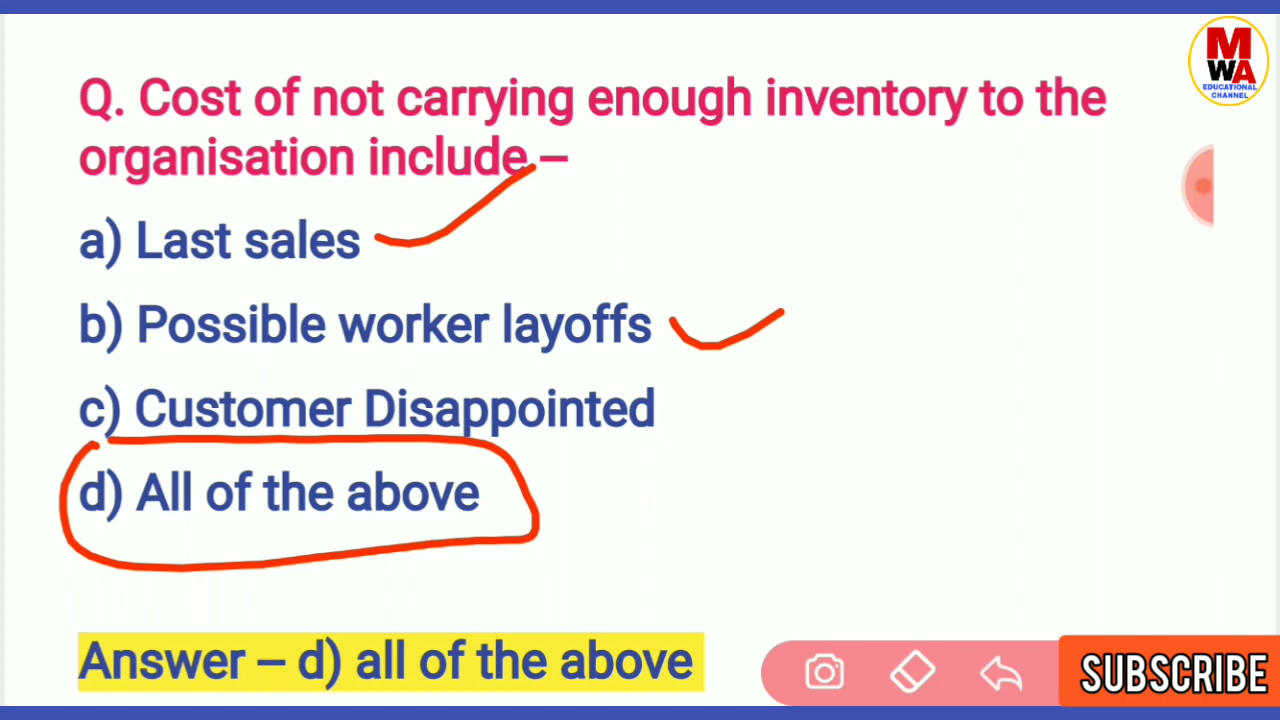 M
WA
EDUCATIONAL
CHANNEL
Q. Cost of not carrying enough inventory to the
organisation include –
a) Last sales
b) Possible worker layoffs
c) Customer Disappointed
d) All of the above
Answer – d) all of the above
SUBSCRIBE